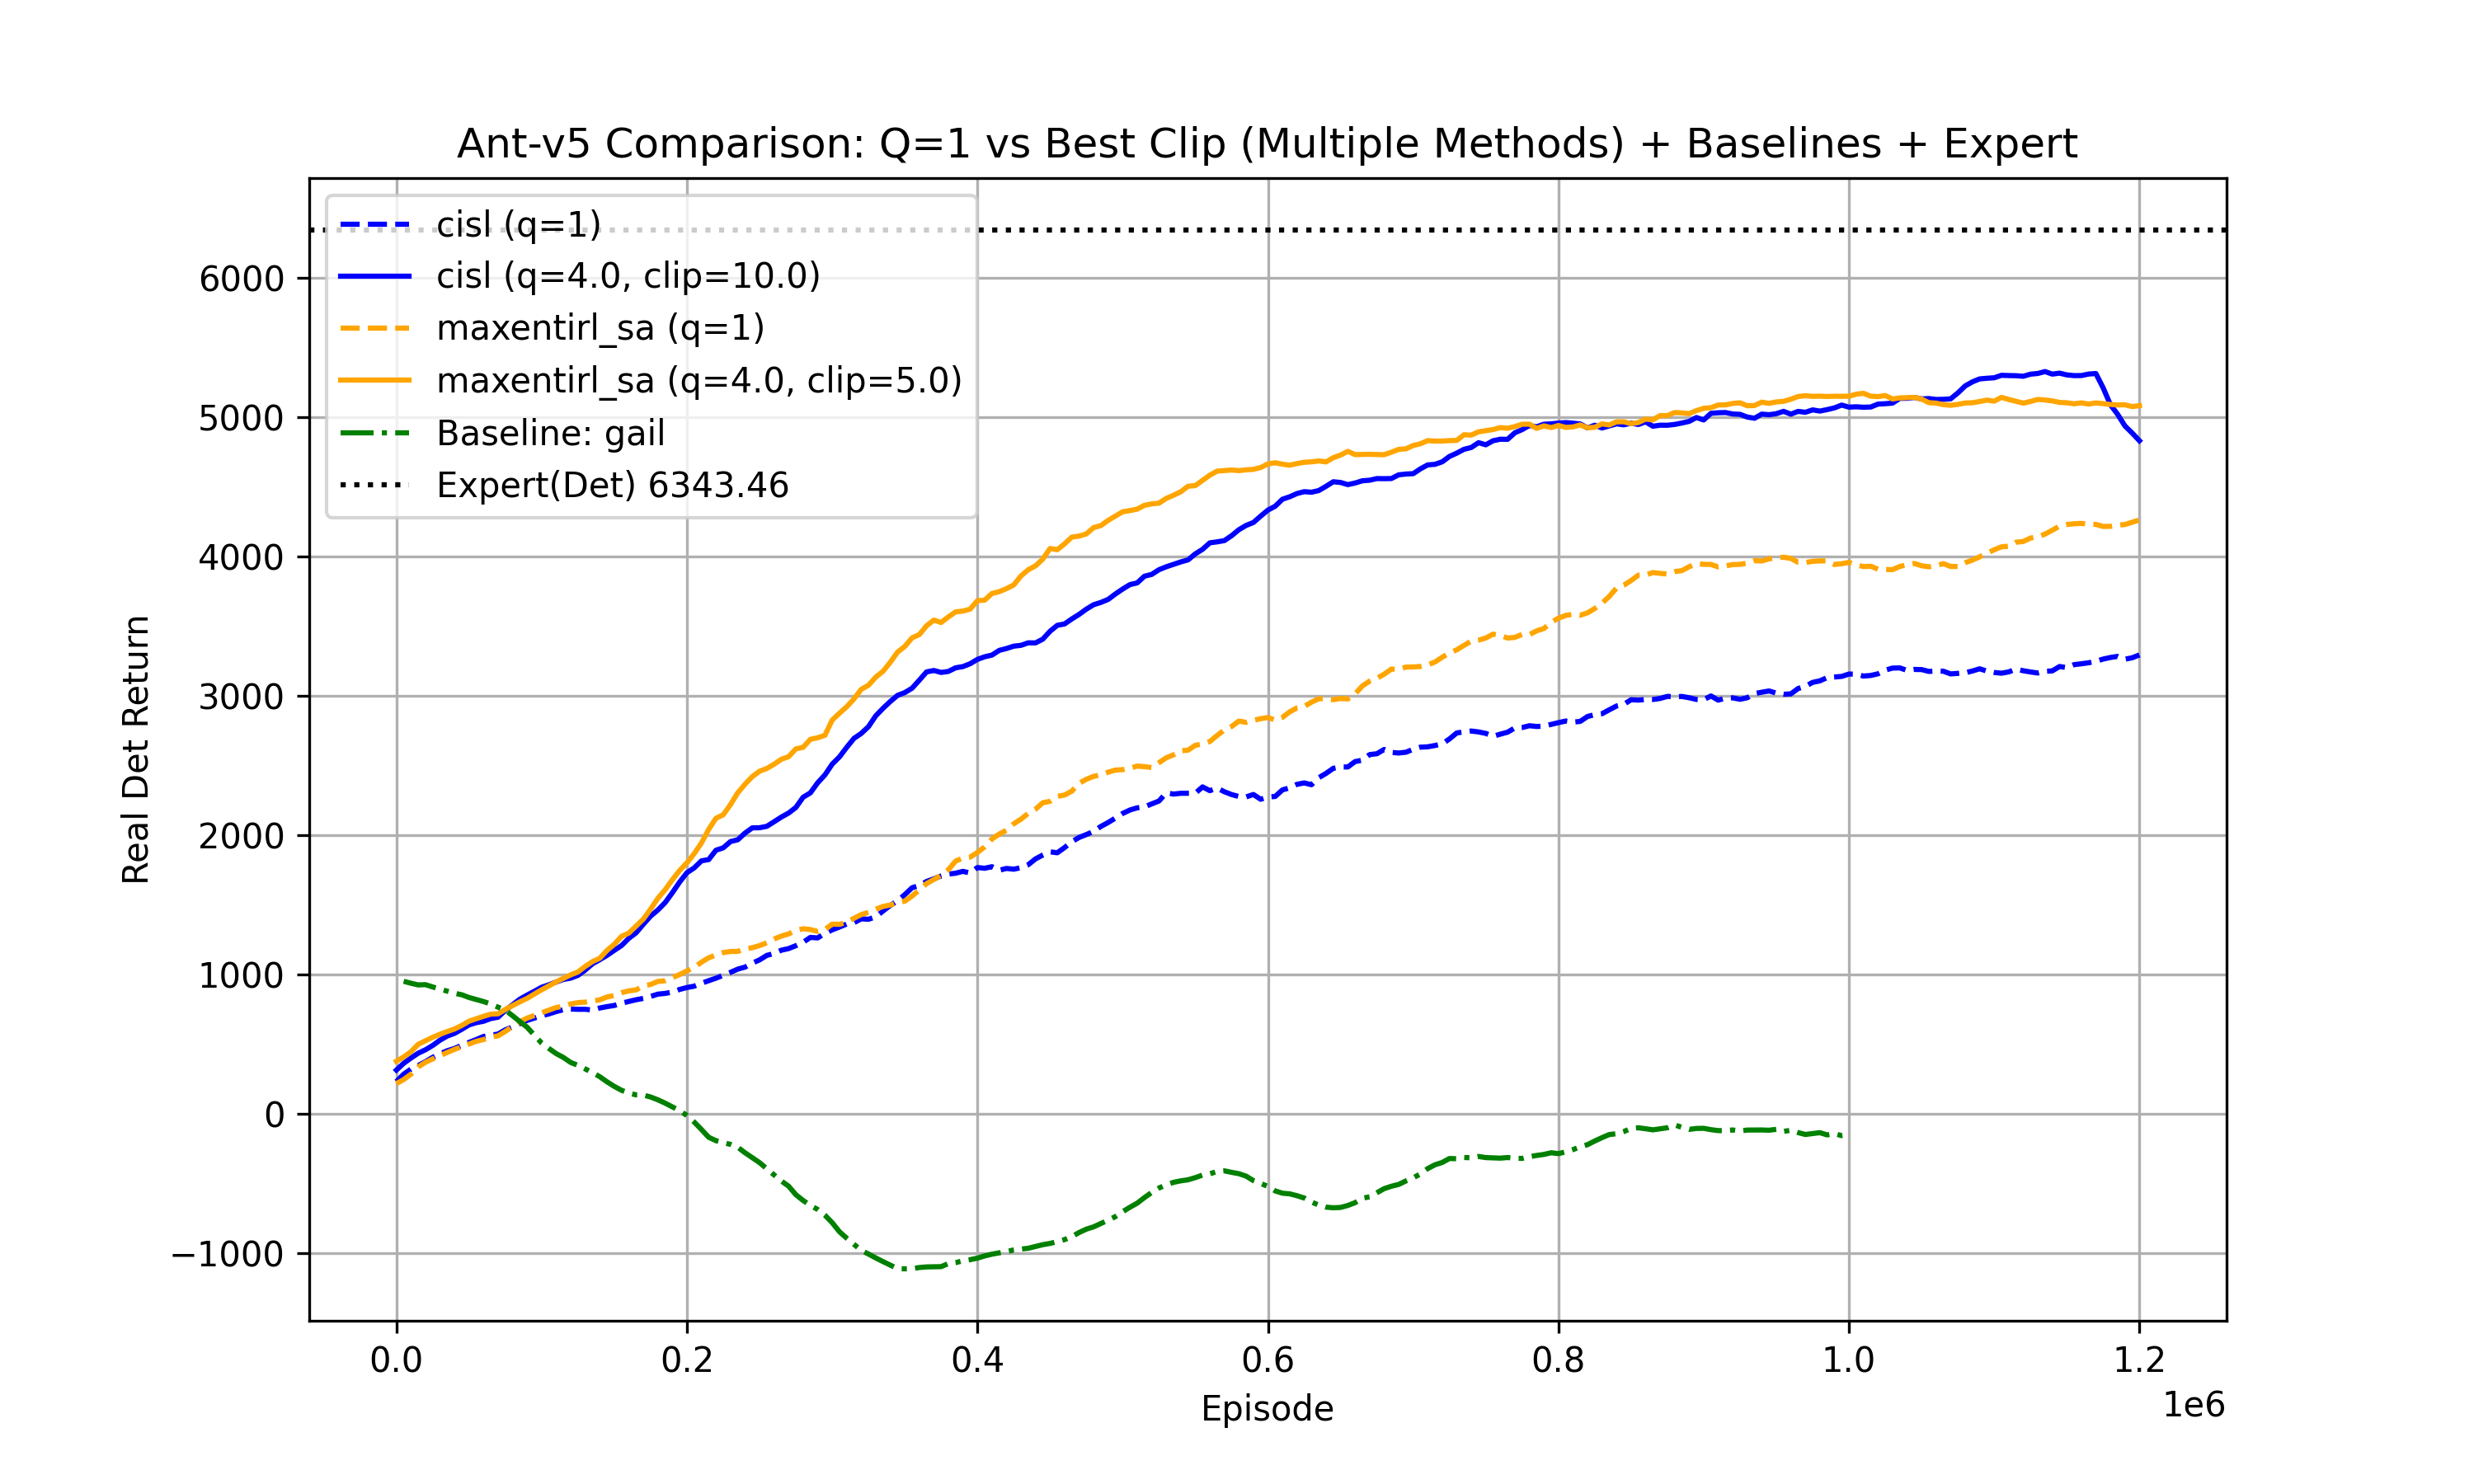 Ant-v5 Comparison: Q=1 vs Best Clip (Multiple Methods) + Baselines + Expert
cisl (q=1)
cisl (q=4.0, clip=10.0)
maxentirl_sa (q=1)
maxentirl_sa (q=4.0, clip=5.0)
Baseline: gail
Expert(Det) 6343.46
Real Det Return
6000
5000
4000
3000
2000
1000
0
−1000
0.0 0.2 0.4 0.6 0.8 1.0 1.2
1e6
Episode